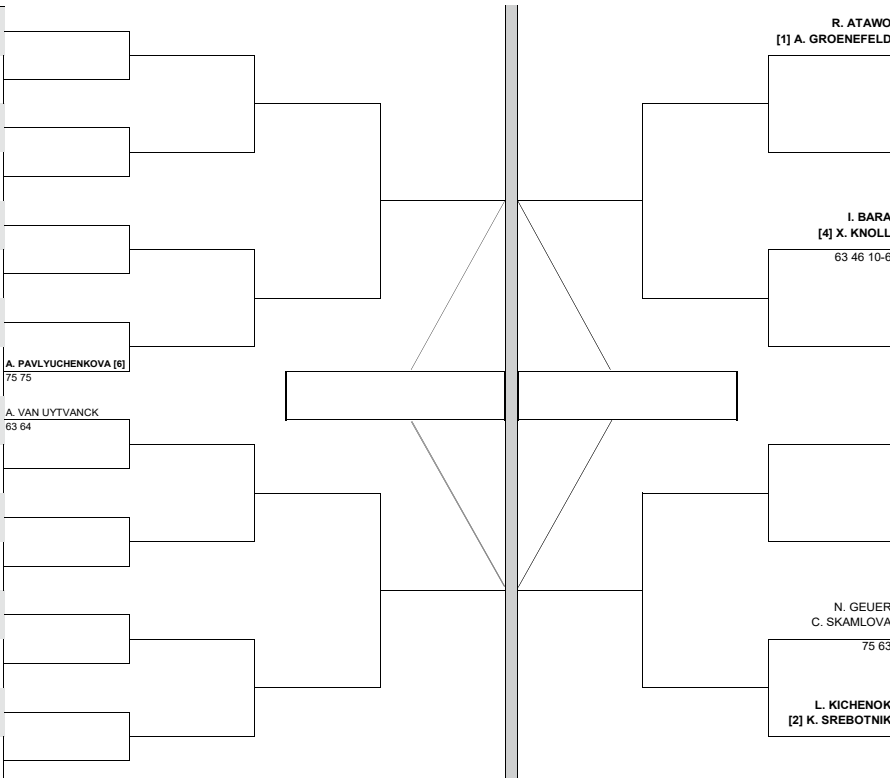 R. ATAWO
[1] A. GROENEFELD
I. BARA
[4] X. KNOLL
63 46 10-6
A. PAVLYUCHENKOVA [6]
75 75
A. VAN UYTVANCK
63 64
N. GEUER
C. SKAMLOVA
75 63
L. KICHENOK
[2] K. SREBOTNIK